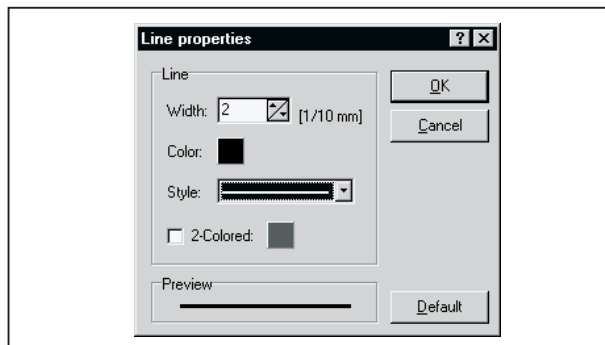 Line properties
Line
Width: 2 [1/10 mm]
Color:
Style:
2-Colored:
Preview
OK
Cancel
Default